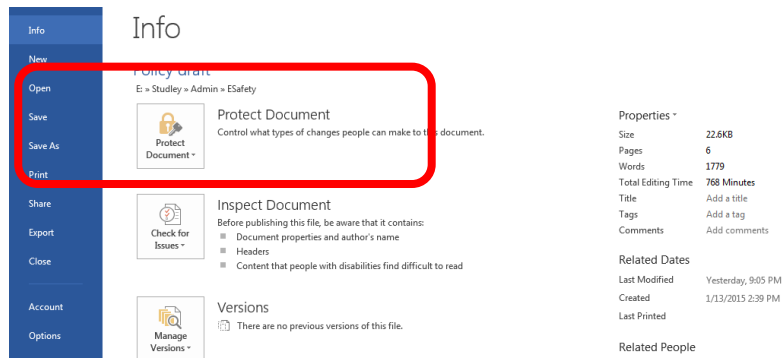 Info
New
Open
Save
Save As
Print
Share
Export
Close
Account
Options
Info
Policy draft
E: » Studley » Admin » ESafety
Protect
Document
Protect Document
Control what types of changes people can make to this document.
Check for
Issues
Inspect Document
Before publishing this file, be aware that it contains:
Document properties and author's name
Headers
Content that people with disabilities find difficult to read
Manage
Versions
Versions
There are no previous versions of this file.
Properties
Size 22.6KB
Pages 6
Words 1779
Total Editing Time 768 Minutes
Title Add a title
Tags Add a tag
Comments Add comments
Related Dates
Last Modified Yesterday, 9:05 PM
Created 1/13/2015 2:39 PM
Last Printed
Related People